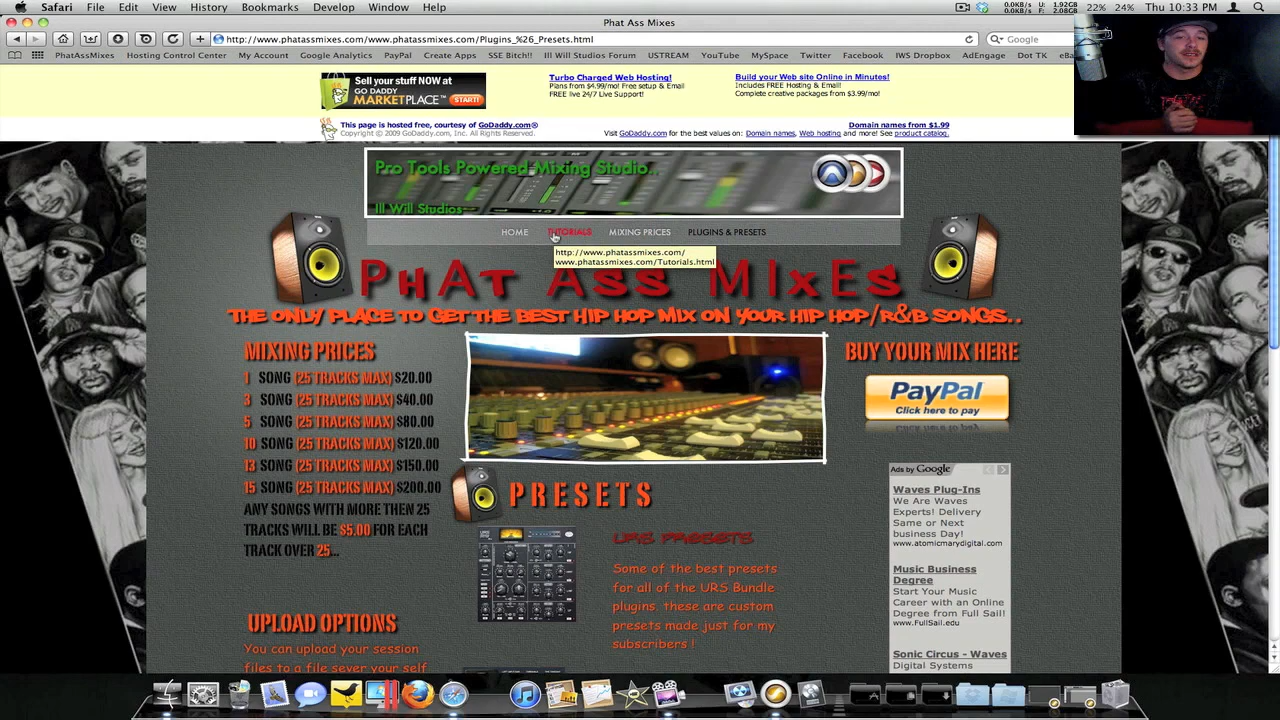 Safari File Edit View History Bookmarks Develop Window Help
0.0KB/s U: 1.92GB
0.0KB/s F: 2.08GB
22% 24% Thu 10:33 PM
Phat Ass Mixes
http://www.phatassmixes.com/www.phatassmixes.com/Plugins_%26_Presets.html
Google
PhatAssMixes Hosting Control Center My Account Google Analytics PayPal Create Apps SSE Bitch!! Ill Will Studios Forum USTREAM YouTube MySpace Twitter Facebook IWS Dropbox AdEngage Dot TK eBa
Sell your stuff NOW at
GO DADDY
MARKETPLACE START!
Turbo Charged Web Hosting!
Plans from $4.99/mo! Free setup & Email
FREE live 24/7 Live Support!
Build your Web site Online in Minutes!
Includes FREE Hosting & Email!
Complete creative packages from $3.99/mo!
This page is hosted free, courtesy of GoDaddy.com®
Copyright © 2009 GoDaddy.com, Inc. All Rights Reserved.
Domain names from $1.99
Visit GoDaddy.com for the best values on: Domain names, Web hosting and more! See product catalog.
Pro Tools Powered Mixing Studio..
Ill Will Studios
HOME TUTORIALS MIXING PRICES PLUGINS & PRESETS
http://www.phatassmixes.com/
www.phatassmixes.com/Tutorials.html
PhAT Ass MIxEs
THE ONLY PLACE TO GET THE BEST HIP HOP MIX ON YOUR HIP HOP/R&B SONGS..
MIXING PRICES
1 SONG (25 TRACKS MAX) $20.00
3 SONG (25 TRACKS MAX) $40.00
5 SONG (25 TRACKS MAX) $80.00
10 SONG (25 TRACKS MAX) $120.00
13 SONG (25 TRACKS MAX) $150.00
15 SONG (25 TRACKS MAX) $200.00
ANY SONGS WITH MORE THEN 25
TRACKS WILL BE $5.00 FOR EACH
TRACK OVER 25...
UPLOAD OPTIONS
You can upload your session
files to a file sever your self
PRESETS
URS PRESETS
Some of the best presets
for all of the URS Bundle
plugins, these are custom
presets made just for my
subscribers !
BUY YOUR MIX HERE
PayPal
Click here to pay
Ads by Google
Waves Plug-Ins
We Are Waves
Experts! Delivery
Same or Next
business Day!
www.atomicmarydigital.com
Music Business
Degree
Start Your Music
Career with an Online
Degree from Full Sail!
www.FullSail.edu
Sonic Circus - Waves
Digital Systems